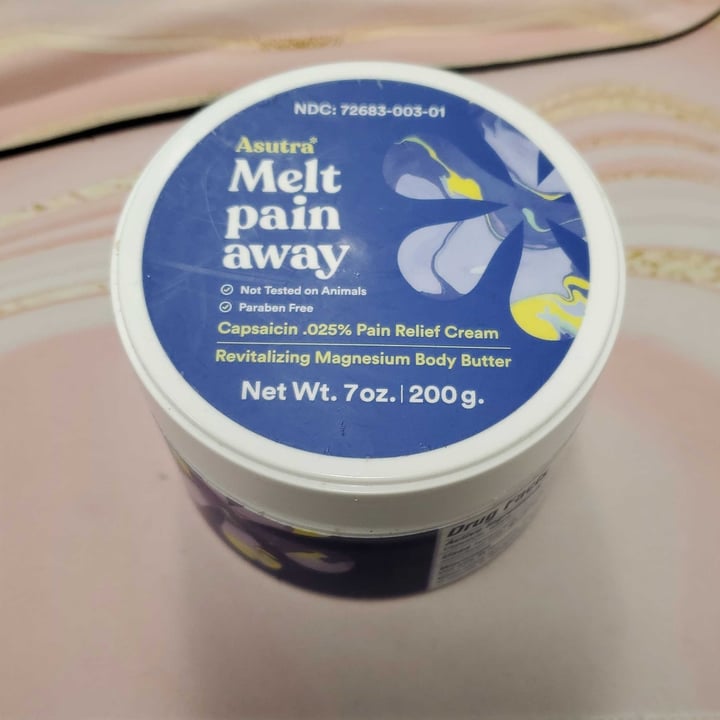 NDC: 72683-003-01
Asutra®
Melt
pain
away
Not Tested on Animals
Paraben Free
Capsaicin .025% Pain Relief Cream
Revitalizing Magnesium Body Butter
Net Wt. 7oz. | 200 g.
Drug Facts